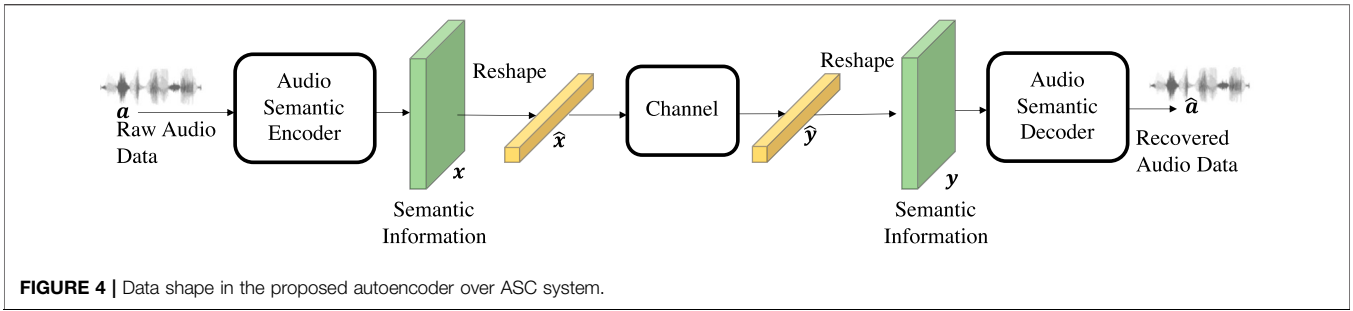 a
Raw Audio
Data
Audio
Semantic
Encoder
x
Semantic
Information
Reshape
x̂
Channel
ŷ
Reshape
y
Semantic
Information
Audio
Semantic
Decoder
â
Recovered
Audio Data
FIGURE 4 | Data shape in the proposed autoencoder over ASC system.